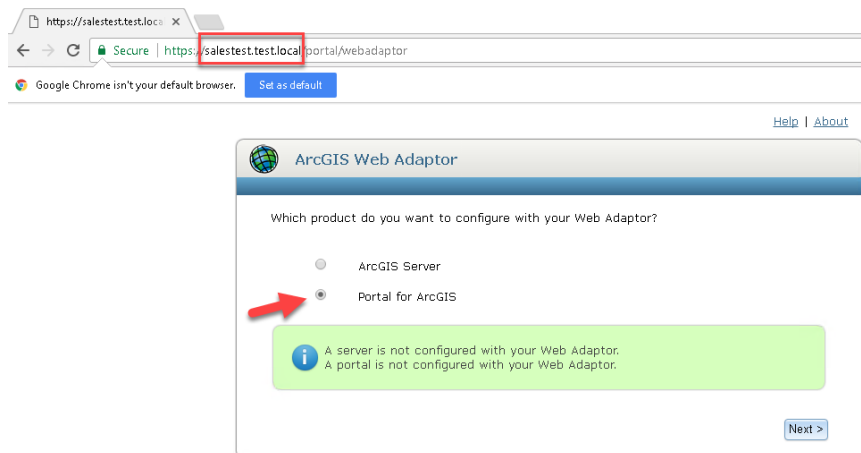 https://salestest.test.loca
Secure | https://salestest.test.local/portal/webadaptor
Google Chrome isn't your default browser. Set as default
Help | About
ArcGIS Web Adaptor
Which product do you want to configure with your Web Adaptor?
ArcGIS Server
Portal for ArcGIS
A server is not configured with your Web Adaptor.
A portal is not configured with your Web Adaptor.
Next >